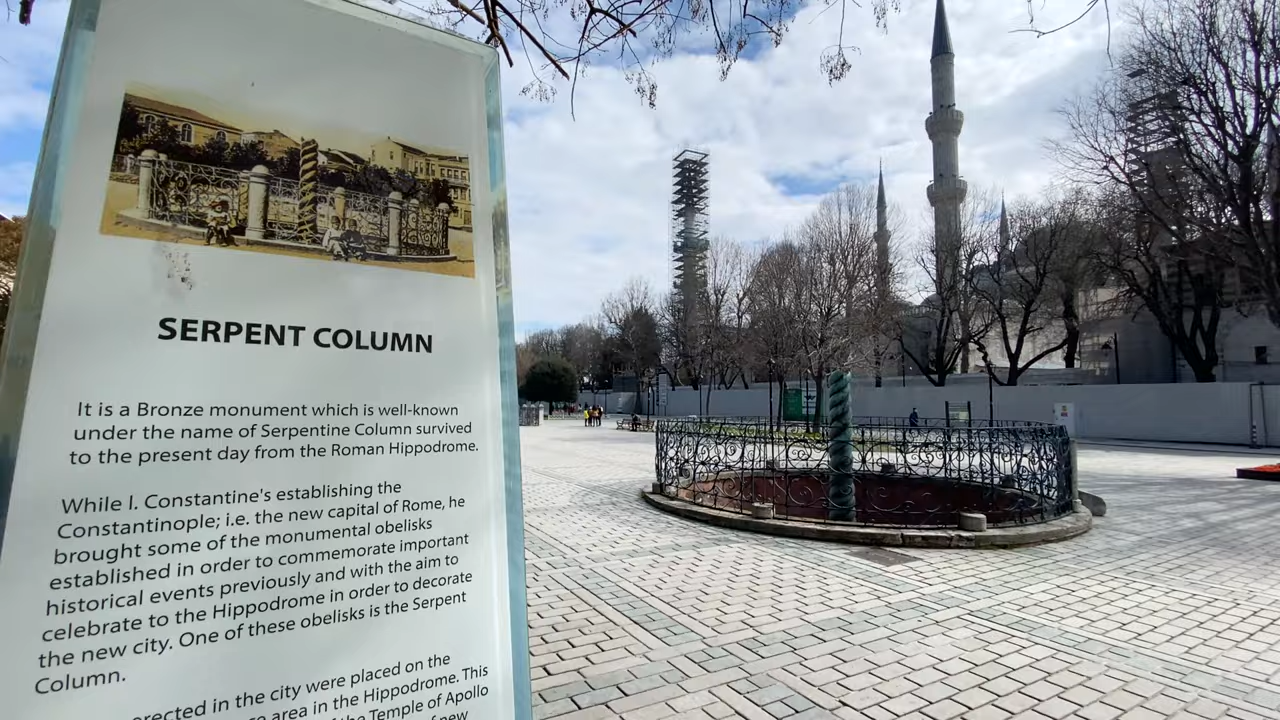 SERPENT COLUMN
It is a Bronze monument which is well-known
under the name of Serpentine Column survived
to the present day from the Roman Hippodrome.
While I. Constantine's establishing the
Constantinople; i.e. the new capital of Rome, he
brought some of the monumental obelisks
established in order to commemorate important
historical events previously and with the aim to
celebrate to the Hippodrome in order to decorate
the new city. One of these obelisks is the Serpent
Column.
erected in the city were placed on the
area in the Hippodrome. This
the Temple of Apollo
of new